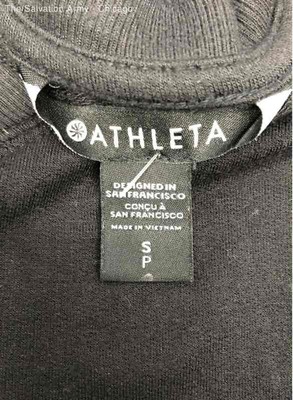 The Salvation Army - Chicago
ATHLETA
DESIGNED IN
SAN FRANCISCO
CONÇU À
SAN FRANCISCO
MADE IN VIETNAM
S
P